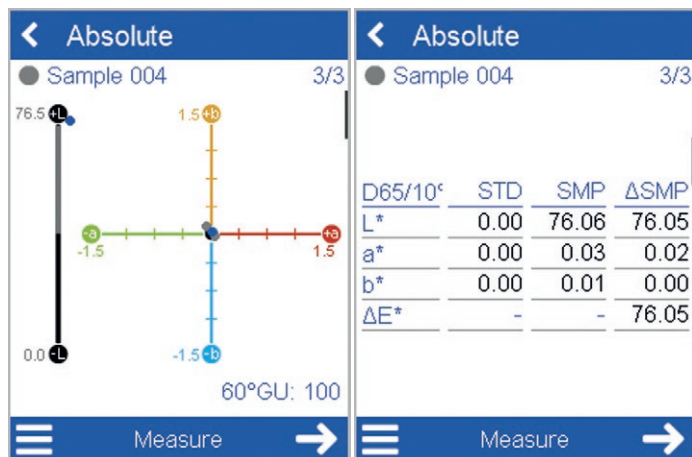 Absolute
Sample 004 3/3
76.5 +L 1.5 +b
-a +a
-1.5 1.5
0.0 -L -1.5 -b
60°GU: 100
Measure
Absolute
Sample 004 3/3
D65/10° STD SMP ΔSMP
L* 0.00 76.06 76.05
a* 0.00 0.03 0.02
b* 0.00 0.01 0.00
ΔE* - - 76.05
Measure